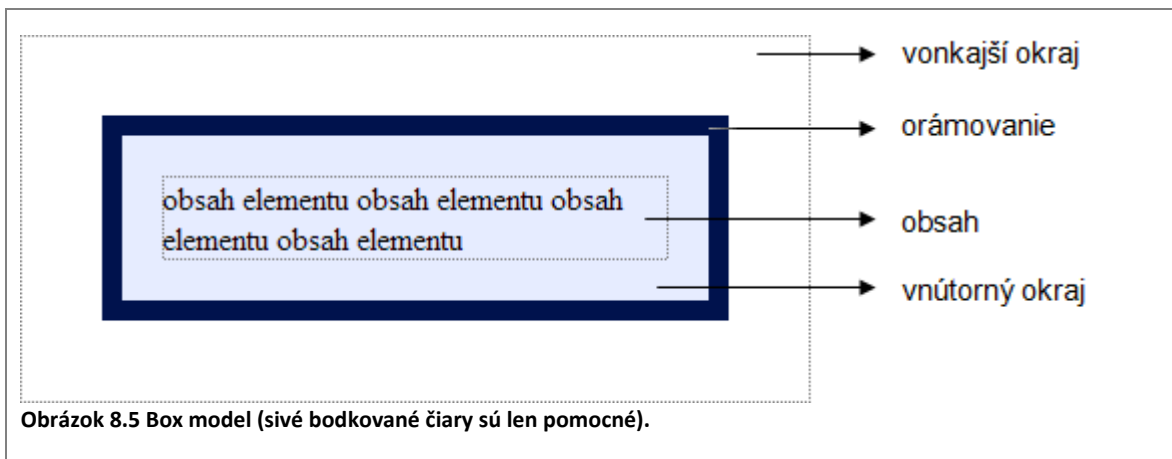 vonkajší okraj
orámovanie
obsah elementu obsah elementu obsah
elementu obsah elementu
obsah
vnútorný okraj
Obrázok 8.5 Box model (sivé bodkované čiary sú len pomocné).